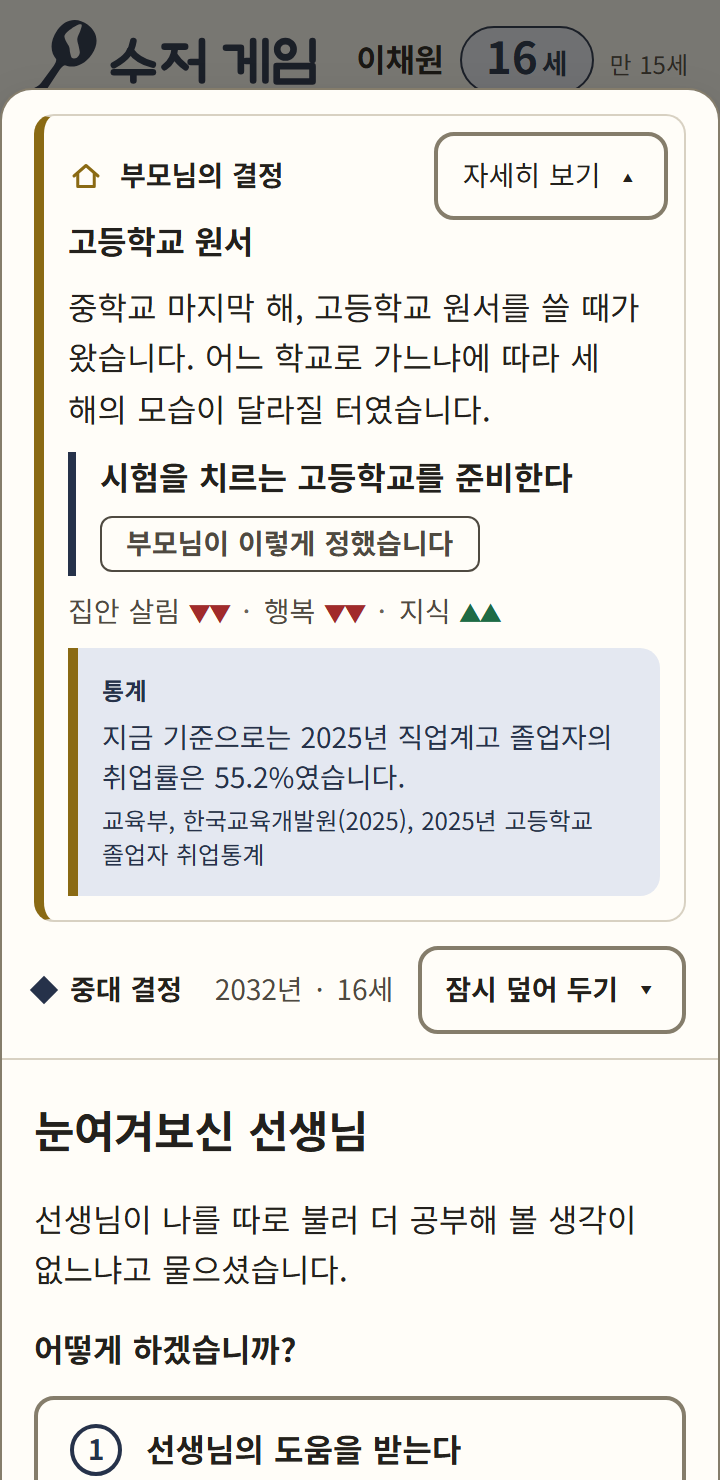 수저 게임 이채원 16세 만 15세
부모님의 결정 자세히 보기 ▲
고등학교 원서
중학교 마지막 해, 고등학교 원서를 쓸 때가
왔습니다. 어느 학교로 가느냐에 따라 세
해의 모습이 달라질 터였습니다.
시험을 치르는 고등학교를 준비한다
부모님이 이렇게 정했습니다
집안 살림 ▼▼ · 행복 ▼▼ · 지식 ▲▲
통계
지금 기준으로는 2025년 직업계고 졸업자의
취업률은 55.2%였습니다.
교육부, 한국교육개발원(2025), 2025년 고등학교
졸업자 취업통계
◆ 중대 결정 2032년 · 16세 잠시 덮어 두기 ▼
눈여겨보신 선생님
선생님이 나를 따로 불러 더 공부해 볼 생각이
없느냐고 물으셨습니다.
어떻게 하겠습니까?
1 선생님의 도움을 받는다